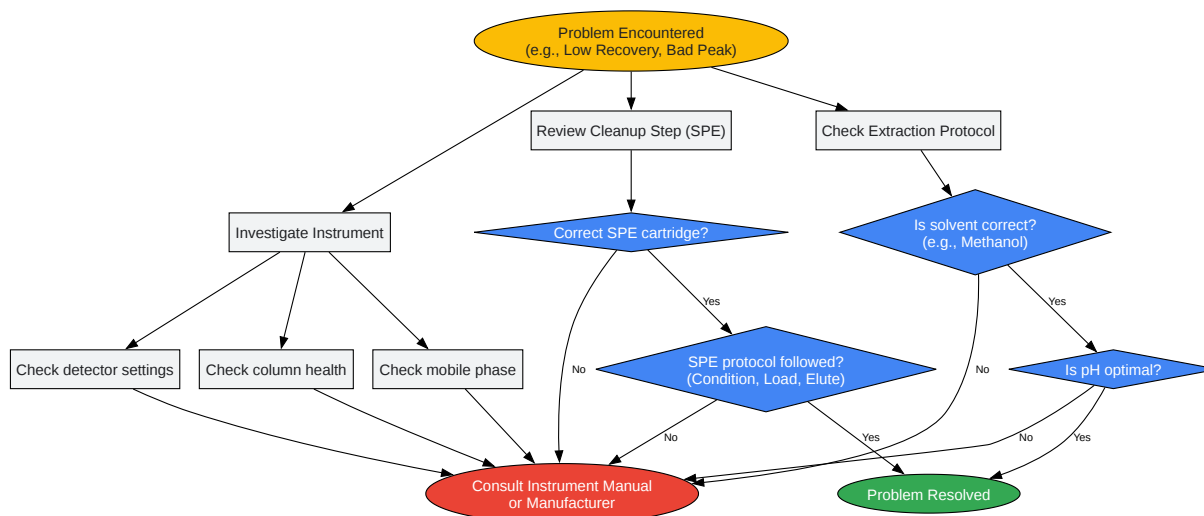 Problem Encountered
(e.g., Low Recovery, Bad Peak)
Review Cleanup Step (SPE)
Check Extraction Protocol
Investigate Instrument
Correct SPE cartridge?
Is solvent correct?
(e.g., Methanol)
Yes
Yes
Check detector settings
Check column health
Check mobile phase
No
SPE protocol followed?
(Condition, Load, Elute)
No
Is pH optimal?
No
Yes
No
Yes
Consult Instrument Manual
or Manufacturer
Problem Resolved